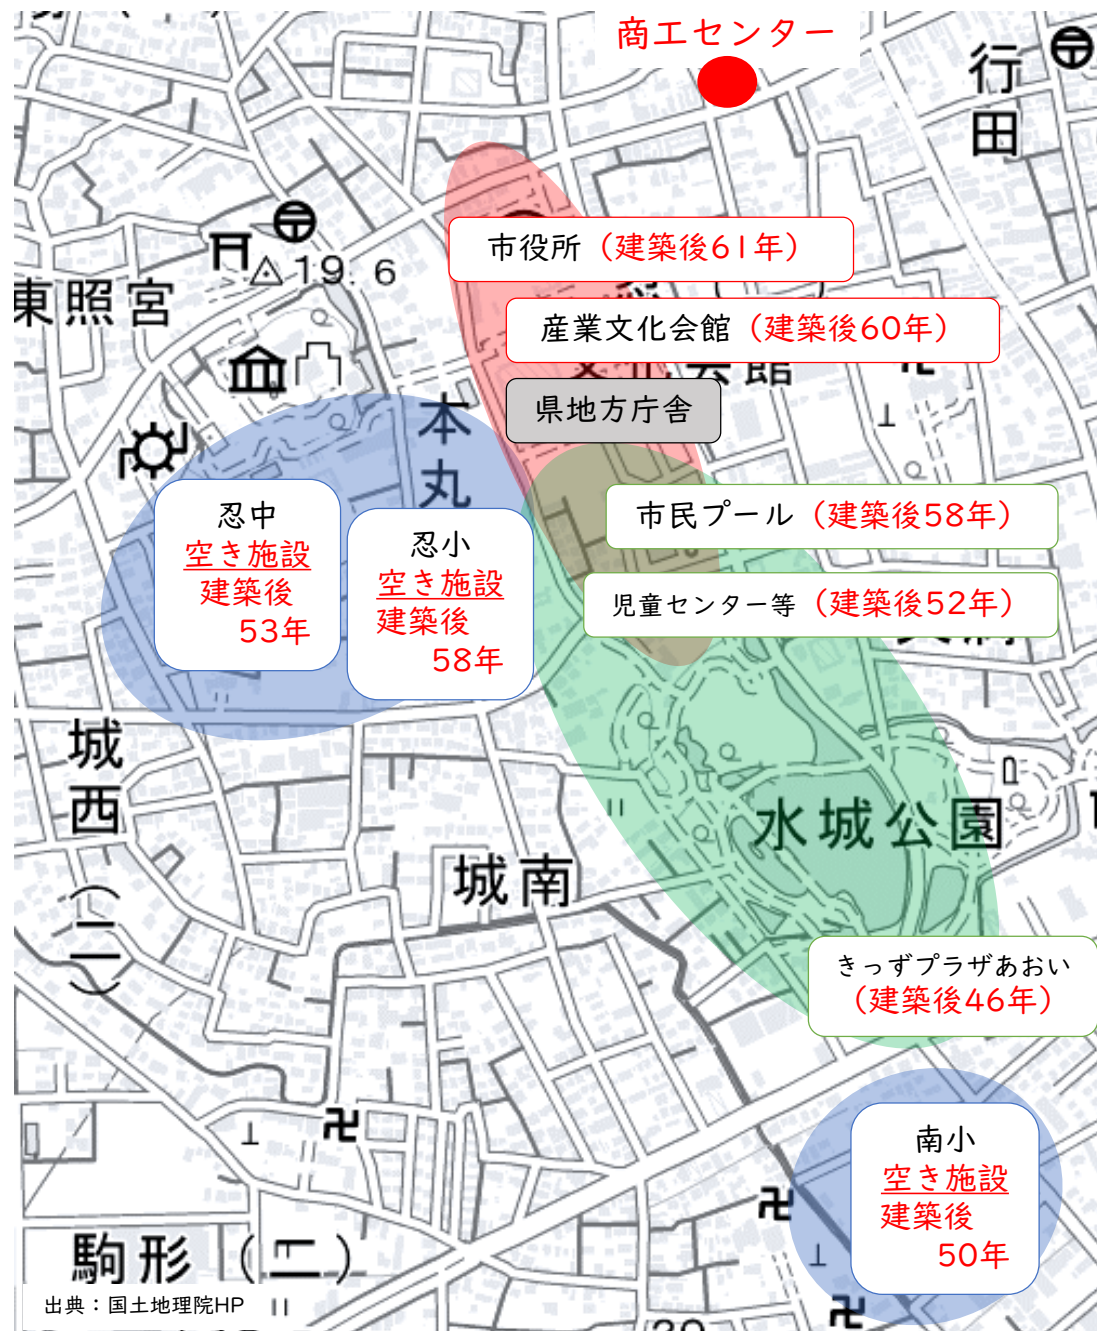 商工センター
行田
市役所（建築後61年）
19.6
東照宮
産業文化会館（建築後60年）
県地方庁舎
本丸
市民プール（建築後58年）
忍中
空き施設
建築後
53年
忍小
空き施設
建築後
58年
児童センター等（建築後52年）
城西（二）
水城公園
城南
きっずプラザあおい
（建築後46年）
南小
空き施設
建築後
50年
駒形（二）
出典：国土地理院HP